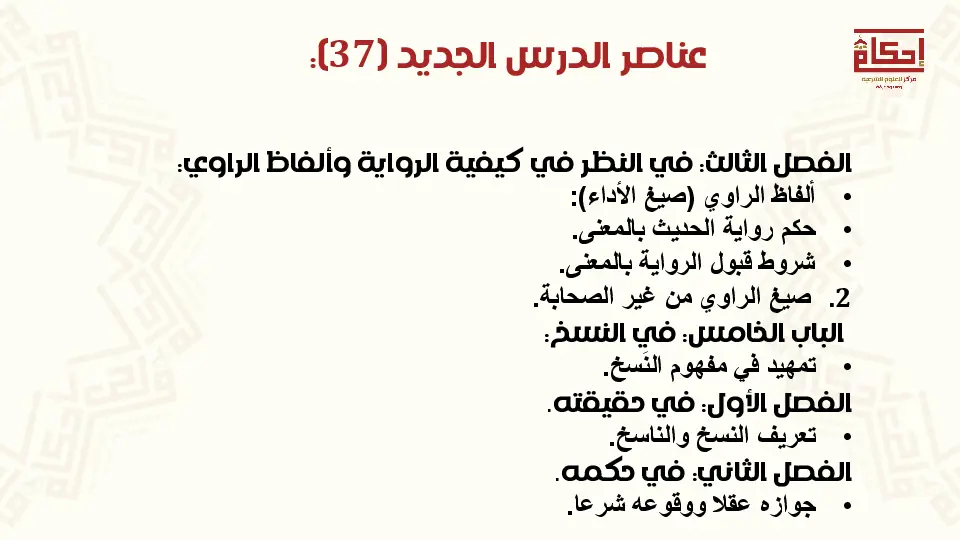 عناصر الدرس الجديد (37):
إحكام
مركز للعلوم الشرعية
الفصل الثالث: في النظر في كيفية الرواية وألفاظ الراوي:
• ألفاظ الراوي (صيغ الأداء):
• حكم رواية الحديث بالمعنى.
• شروط قبول الرواية بالمعنى.
2. صيغ الراوي من غير الصحابة.
الباب الخامس: في النسخ:
• تمهيد في مفهوم النَسخ.
الفصل الأول: في حقيقته.
• تعريف النسخ والناسخ.
الفصل الثاني: في حكمه.
• جوازه عقلا ووقوعه شرعا.